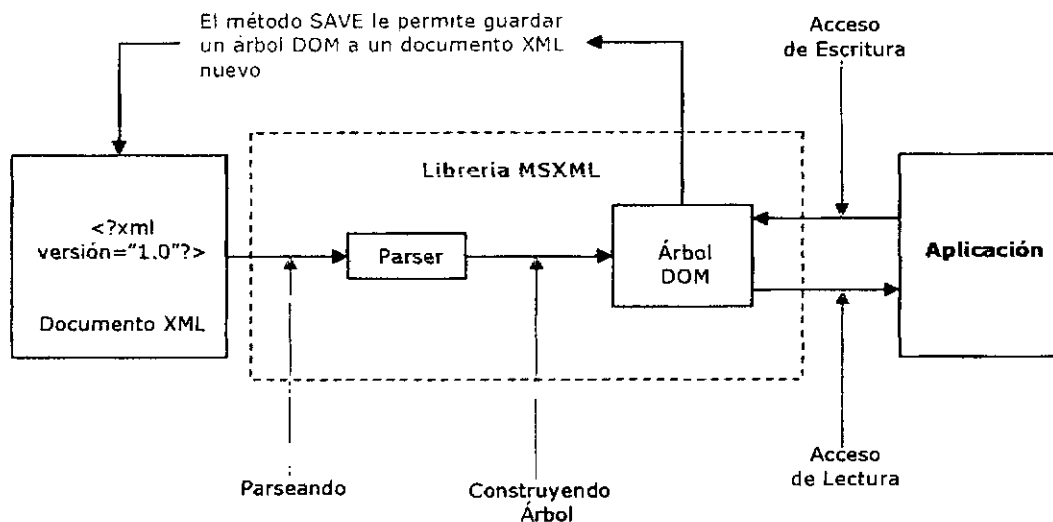 El método SAVE le permite guardar
un árbol DOM a un documento XML
nuevo
Acceso
de Escritura
Librería MSXML
<?xml
versión="1.0"?>
Documento XML
Parser
Árbol
DOM
Aplicación
Parseando
Construyendo
Árbol
Acceso
de Lectura